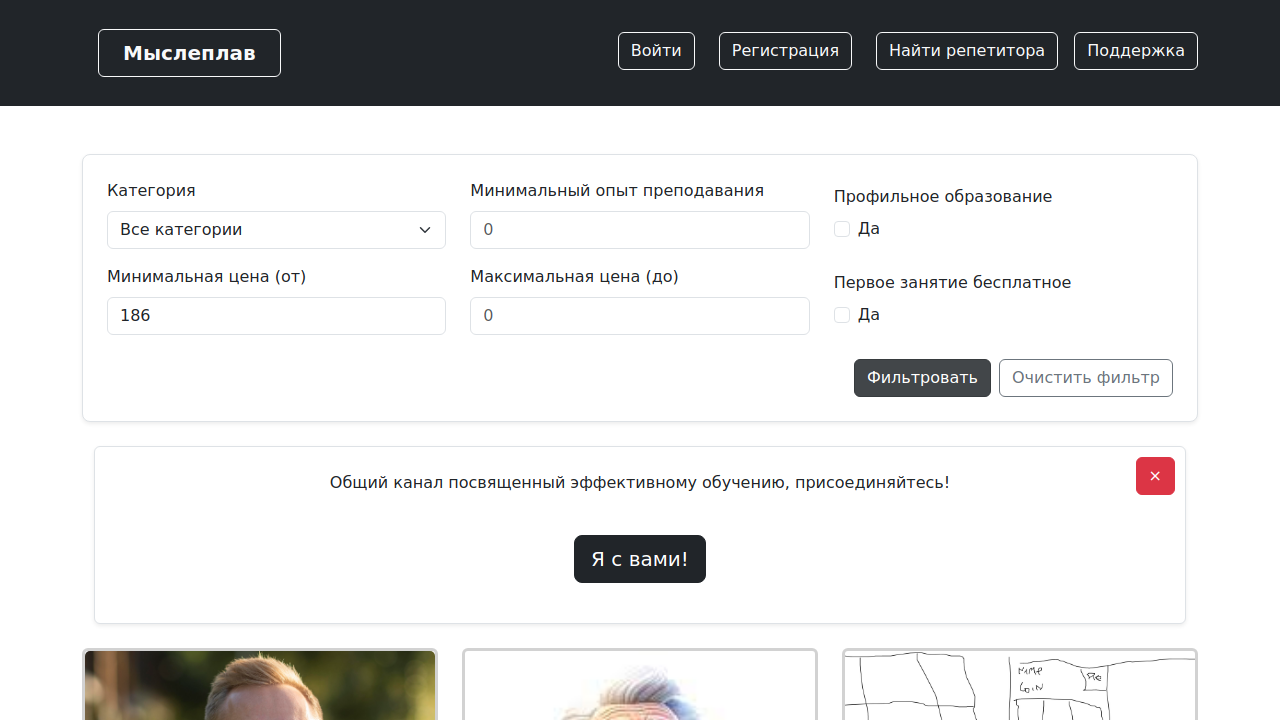 Мыслеплав
Войти
Регистрация
Найти репетитора
Поддержка
Категория
Минимальный опыт преподавания
Профильное образование
Все категории
0
Да
Минимальная цена (от)
Максимальная цена (до)
Первое занятие бесплатное
186
0
Да
Фильтровать
Очистить фильтр
Общий канал посвященный эффективному обучению, присоединяйтесь!
×
Я с вами!